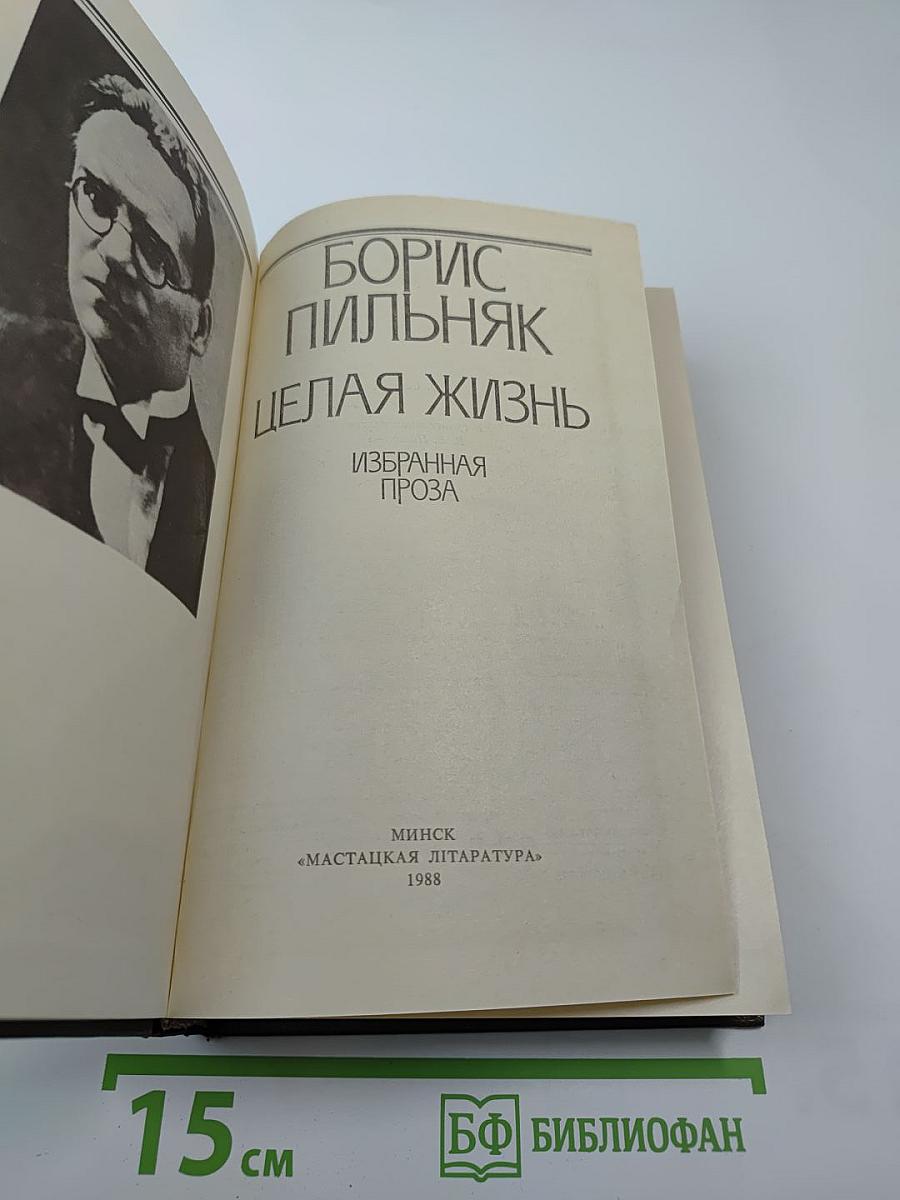 БОРИС
ПИЛЬНЯК
ЦЕЛАЯ ЖИЗНЬ
ИЗБРАННАЯ
ПРОЗА
МИНСК
«МАСТАЦКАЯ ЛІТАРАТУРА»
1988
15 см
БФ БИБЛИОФАН